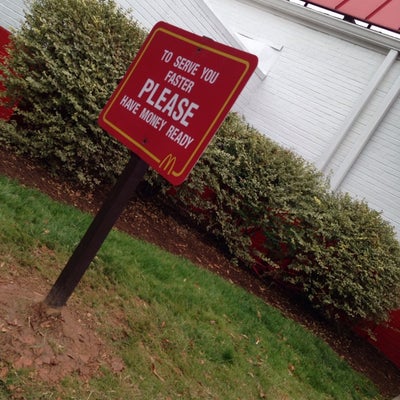 TO SERVE YOU
FASTER
PLEASE
HAVE MONEY READY